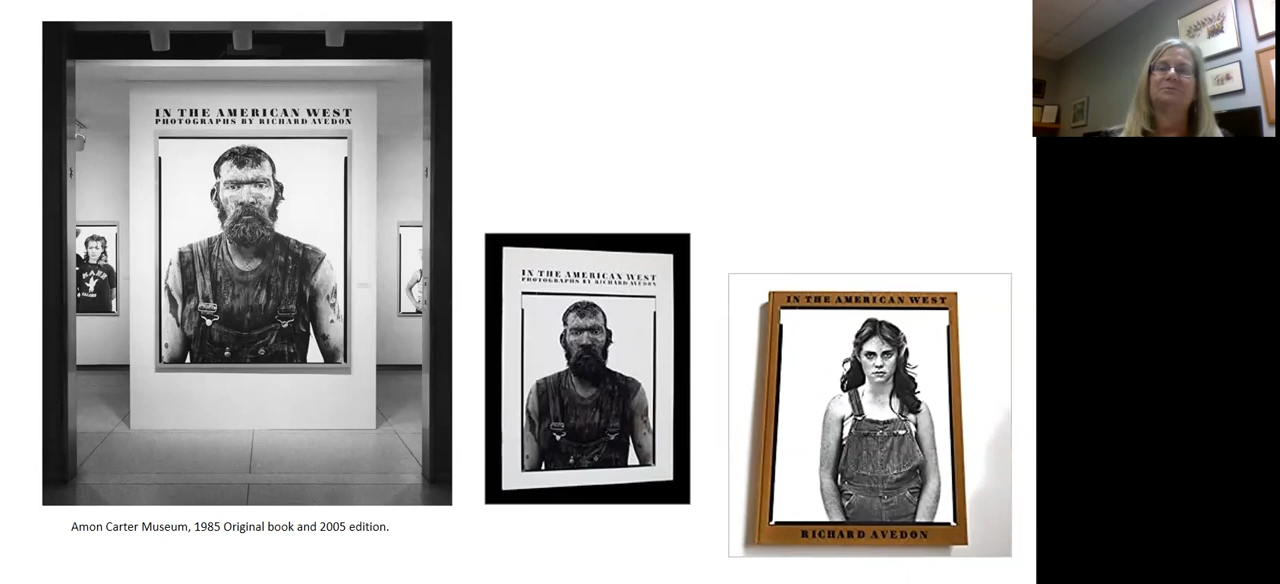 IN THE AMERICAN WEST
PHOTOGRAPHS BY RICHARD AVEDON
IN THE AMERICAN WEST
PHOTOGRAPHS BY RICHARD AVEDON
IN THE AMERICAN WEST
RICHARD AVEDON
Amon Carter Museum, 1985 Original book and 2005 edition.